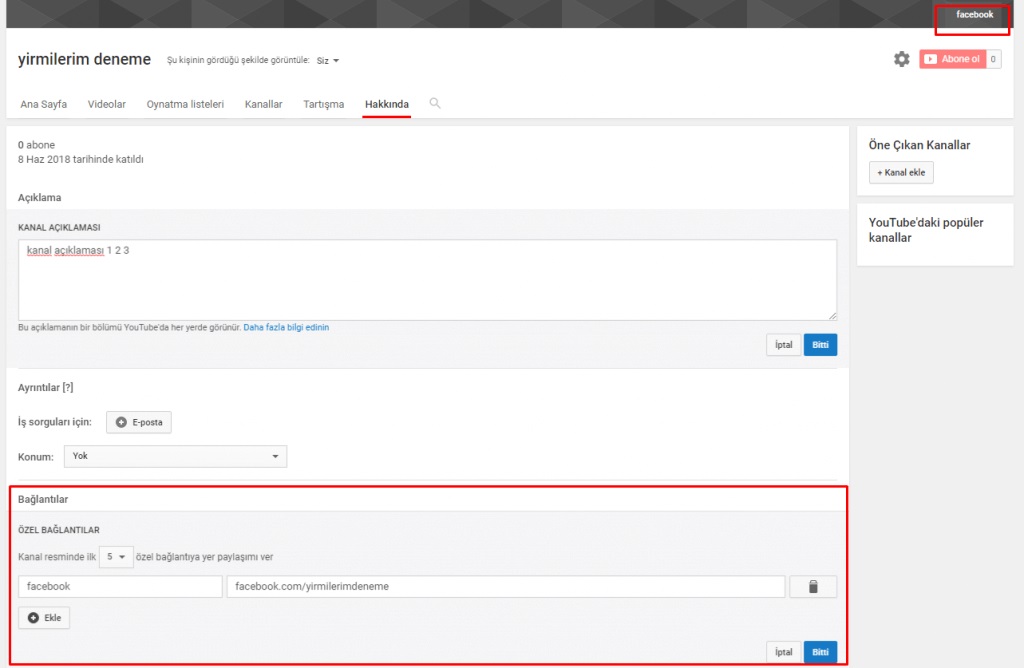 facebook
yirmilerim deneme
Şu kişinin gördüğü şekilde görüntüle: Siz
Abone ol 0
Ana Sayfa Videolar Oynatma listeleri Kanallar Tartışma Hakkında
0 abone
8 Haz 2018 tarihinde katıldı
Açıklama
KANAL AÇIKLAMASI
kanal açıklaması 1 2 3
Bu açıklamanın bir bölümü YouTube'da her yerde görünür. Daha fazla bilgi edinin
İptal Bitti
Ayrıntılar [?]
İş sorguları için: E-posta
Konum: Yok
Bağlantılar
ÖZEL BAĞLANTILAR
Kanal resminde ilk 5 özel bağlantıya yer paylaşımı ver
facebook facebook.com/yirmilerimdeneme
Ekle
İptal Bitti
Öne Çıkan Kanallar
+ Kanal ekle
YouTube'daki popüler
kanallar